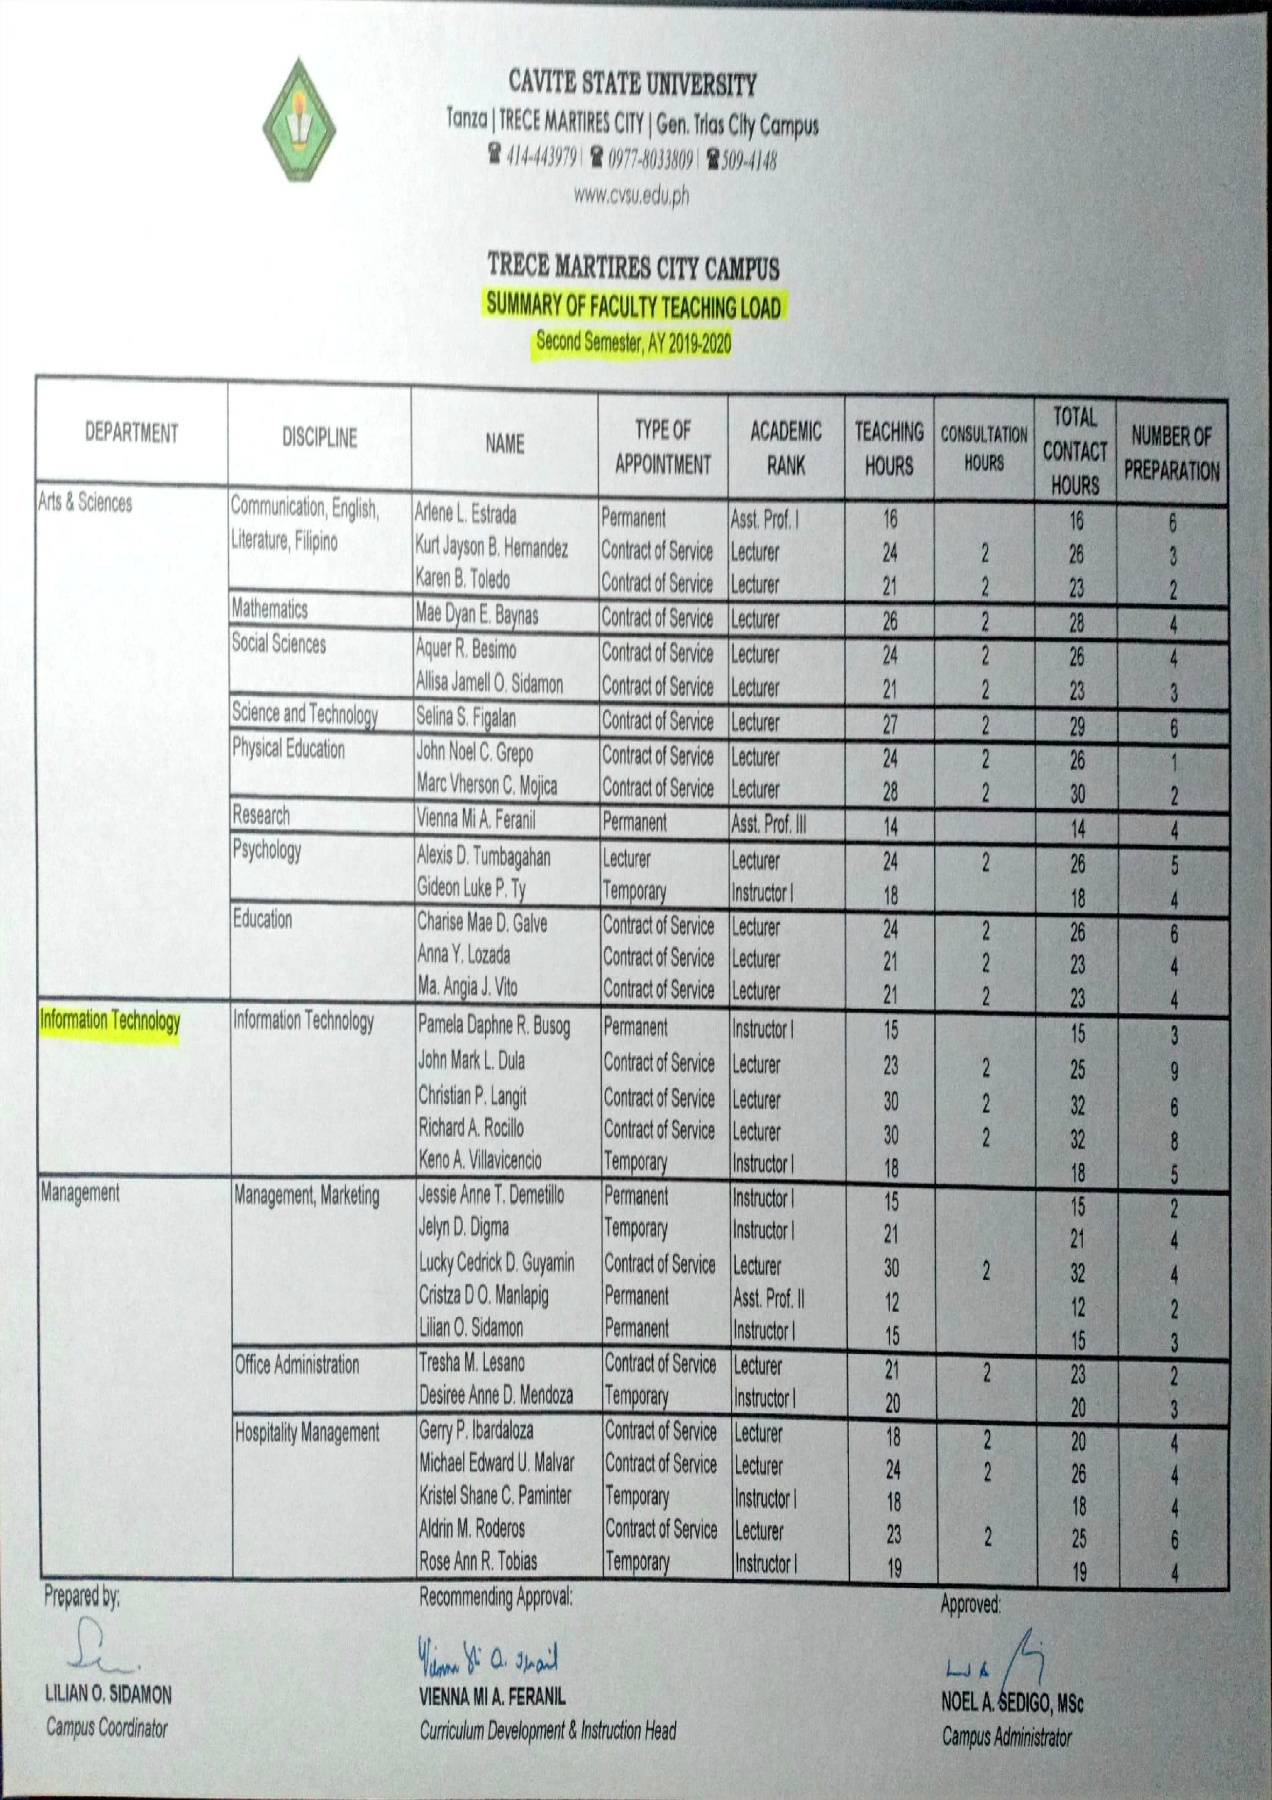 CAVITE STATE UNIVERSITY
Tanza | TRECE MARTIRES CITY | Gen. Trias City Campus
☎ 414-443979 | ☎ 0977-8033809 | ☎ 509-4148
www.cvsu.edu.ph
TRECE MARTIRES CITY CAMPUS
SUMMARY OF FACULTY TEACHING LOAD
Second Semester, AY 2019-2020
DEPARTMENT DISCIPLINE NAME TYPE OF APPOINTMENT ACADEMIC RANK TEACHING HOURS CONSULTATION HOURS TOTAL CONTACT HOURS NUMBER OF PREPARATION
Arts & Sciences Communication, English, Arlene L. Estrada Permanent Asst. Prof. I 16 16 6
Literature, Filipino Kurt Jayson B. Hernandez Contract of Service Lecturer 24 2 26 3
Karen B. Toledo Contract of Service Lecturer 21 2 23 2
Mathematics Mae Dyan E. Baynas Contract of Service Lecturer 26 2 28 4
Social Sciences Aquer R. Besimo Contract of Service Lecturer 24 2 26 4
Allisa Jamell O. Sidamon Contract of Service Lecturer 21 2 23 3
Science and Technology Selina S. Figalan Contract of Service Lecturer 27 2 29 6
Physical Education John Noel C. Grepo Contract of Service Lecturer 24 2 26 1
Marc Vherson C. Mojica Contract of Service Lecturer 28 2 30 2
Research Vienna Mi A. Feranil Permanent Asst. Prof. III 14 14 4
Psychology Alexis D. Tumbagahan Lecturer Lecturer 24 2 26 5
Gideon Luke P. Ty Temporary Instructor I 18 18 4
Education Charise Mae D. Galve Contract of Service Lecturer 24 2 26 6
Anna Y. Lozada Contract of Service Lecturer 21 2 23 4
Ma. Angia J. Vito Contract of Service Lecturer 21 2 23 4
Information Technology Information Technology Pamela Daphne R. Busog Permanent Instructor I 15 15 3
John Mark L. Dula Contract of Service Lecturer 23 2 25 9
Christian P. Langit Contract of Service Lecturer 30 2 32 6
Richard A. Rocillo Contract of Service Lecturer 30 2 32 8
Keno A. Villavicencio Temporary Instructor I 18 18 5
Management Management, Marketing Jessie Anne T. Demetillo Permanent Instructor I 15 15 2
Jelyn D. Digma Temporary Instructor I 21 21 4
Lucky Cedrick D. Guyamin Contract of Service Lecturer 30 2 32 4
Cristza D O. Manlapig Permanent Asst. Prof. II 12 12 2
Lilian O. Sidamon Permanent Instructor I 15 15 3
Office Administration Tresha M. Lesano Contract of Service Lecturer 21 2 23 2
Desiree Anne D. Mendoza Temporary Instructor I 20 20 3
Hospitality Management Gerry P. Ibardaloza Contract of Service Lecturer 18 2 20 4
Michael Edward U. Malvar Contract of Service Lecturer 24 2 26 4
Kristel Shane C. Paminter Temporary Instructor I 18 18 4
Aldrin M. Roderos Contract of Service Lecturer 23 2 25 6
Rose Ann R. Tobias Temporary Instructor I 19 19 4
Prepared by: Recommending Approval: Approved:
LILIAN O. SIDAMON VIENNA MI A. FERANIL NOEL A. SEDIGO, MSc
Campus Coordinator Curriculum Development & Instruction Head Campus Administrator